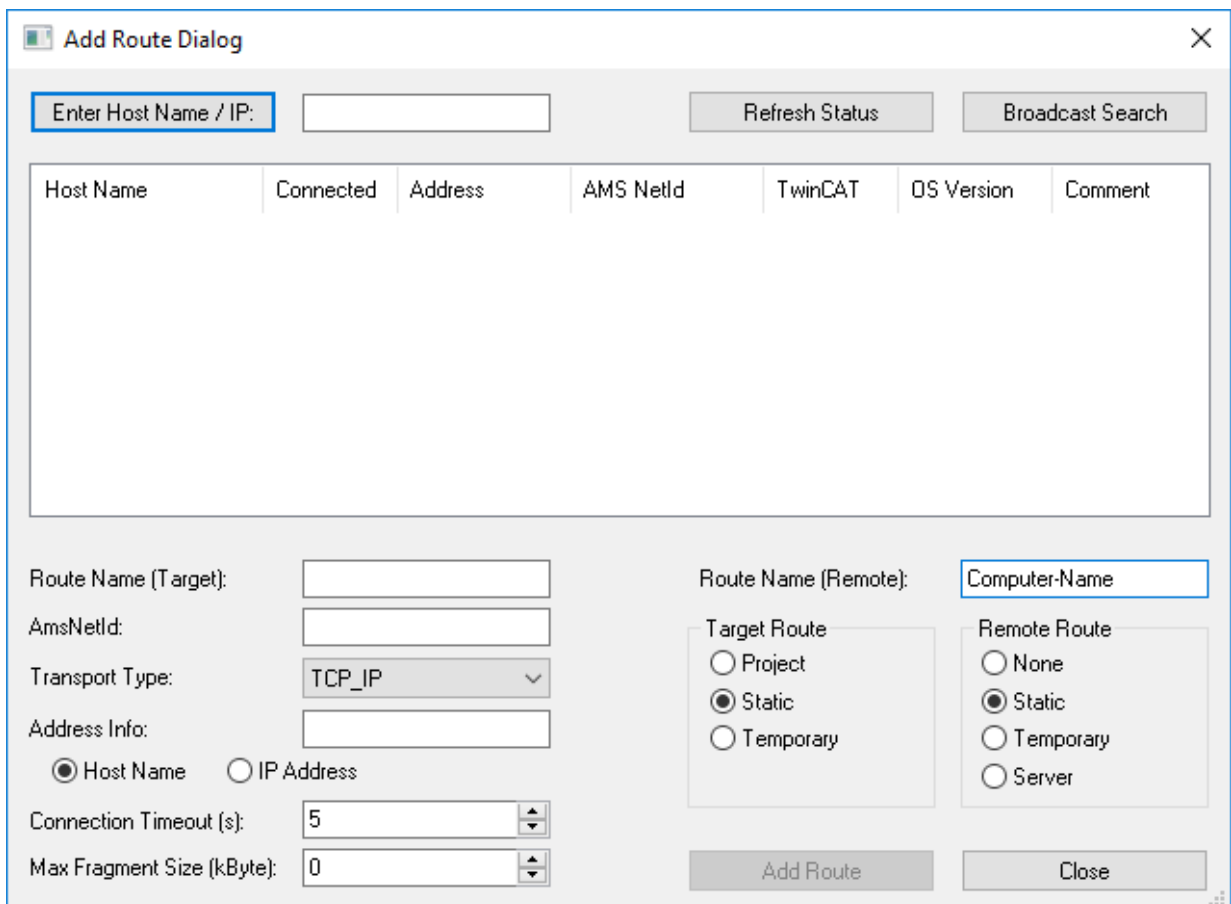 Add Route Dialog
Enter Host Name / IP: Refresh Status Broadcast Search
Host Name Connected Address AMS NetId TwinCAT OS Version Comment
Route Name (Target): Route Name (Remote): Computer-Name
AmsNetId: Target Route Remote Route
Project None
Transport Type: TCP_IP
Static Static
Address Info: Temporary Temporary
Host Name IP Address Server
Connection Timeout (s): 5
Max Fragment Size (kByte): 0 Add Route Close